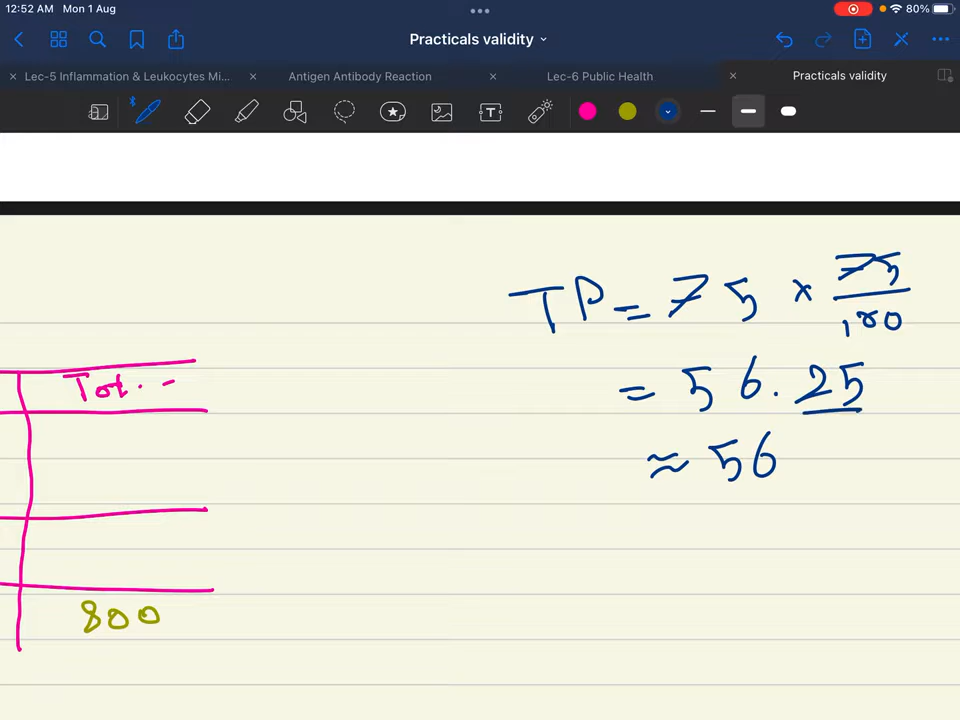 12:52 AM Mon 1 Aug
80%
Practicals validity
Lec-5 Inflammation & Leukocytes Mi...
Antigen Antibody Reaction
Lec-6 Public Health
Practicals validity
T
TP = 75 × 75/100
= 56.25
≈ 56
Tot. -
800